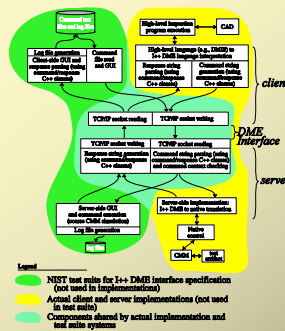 Command text
file and log files
High-level inspection
program execution
CAD
Log file generation
Client-side GUI and
response parsing (using
command/response
C++ classes)
Command
file read
and GUI
High-level language (e.g., DMIS) to
I++ DME language interpretation
Response string
parsing (using
command/response
C++ classes)
Command string
generation (using
command/response
C++ classes)
client
TCP/IP socket reading
TCP/IP socket writing
DME
Interface
TCP/IP socket writing
TCP/IP socket reading
Response string generation
(using command/response
C++ classes)
Command string parsing (using
command/response C++ classes)
and command context checking
server
Server-side GUI
and command execution
(coarse CMM simulation)
Log file generation
log file
Server-side implementation:
I++ DME to native translation
Native
control
CMM
test
artifact
Legend
NIST test suite for I++ DME interface specification
(not used in implementations)
Actual client and server implementations (not used
in test suite)
Components shared by actual implementation and
test suite systems